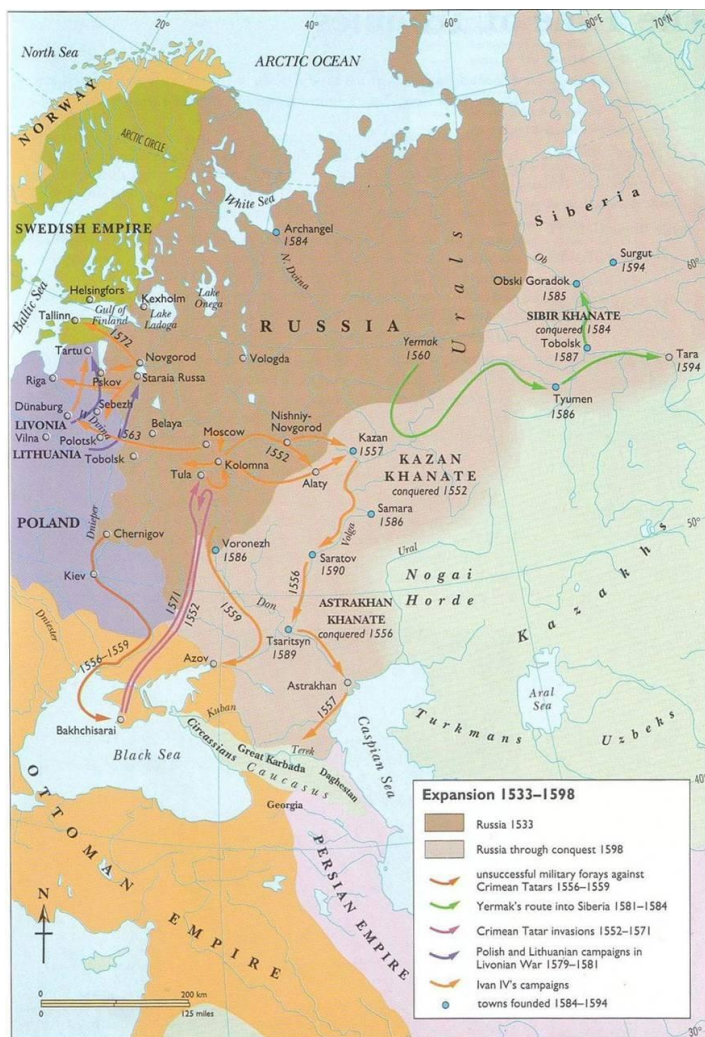 60°
80°E
70°N
North Sea
ARCTIC OCEAN
NORWAY
ARCTIC CIRCLE
White Sea
Archangel
1584
N. Dvina
Siberia
Urals
Ob
Surgut
1594
60°
Obski Goradok
1585
SIBIR KHANATE
conquered 1584
Tobolsk
1587
Tara
1594
Tyumen
1586
Yermak
1560
SWEDISH EMPIRE
Baltic Sea
Helsingfors
Gulf of
Finland
Tallinn
Kexholm
Lake
Ladoga
Lake
Onega
RUSSIA
1572
Tartu
Novgorod
Vologda
Riga
Pskov
Staraia Russa
Dünaburg
Sebezh
LIVONIA
W. Dvina
Vilna
Polotsk
1563
LITHUANIA
Tobolsk
Belaya
Moscow
Nishniy-
Novgorod
1552
Kolomna
Tula
Alaty
Kazan
1557
KAZAN
KHANATE
conquered 1552
Samara
1586
50°
POLAND
Dnieper
Chernigov
Kiev
Voronezh
1586
Volga
Saratov
1590
Ural
Nogai
Horde
Kazakhs
Dniester
1571
1552
1559
Don
1556
ASTRAKHAN
KHANATE
conquered 1556
Tsaritsyn
1589
1556–1559
Azov
Astrakhan
Aral
Sea
Bakhchisarai
Kuban
1557
Turkmans
Uzbeks
Black Sea
Circassians
Great Karbada
Terek
Daghestan
Caucasus
Caspian Sea
40°
Georgia
OTTOMAN EMPIRE
PERSIAN EMPIRE
Expansion 1533–1598
Russia 1533
Russia through conquest 1598
unsuccessful military forays against
Crimean Tatars 1556–1559
Yermak's route into Siberia 1581–1584
Crimean Tatar invasions 1552–1571
Polish and Lithuanian campaigns in
Livonian War 1579–1581
Ivan IV's campaigns
towns founded 1584–1594
N
0
200 km
0
125 miles
20°
40°
30°